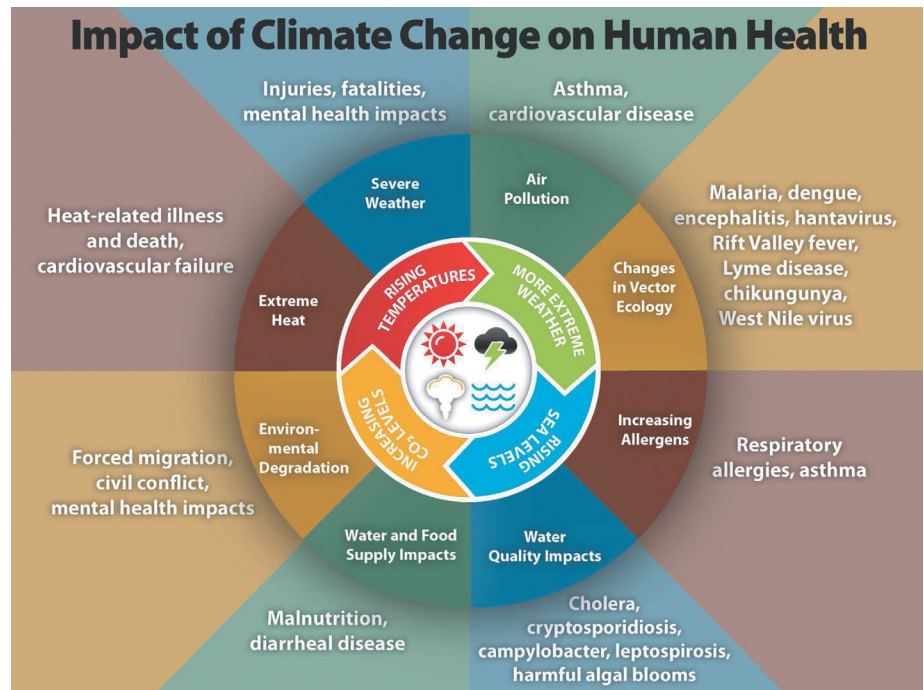 Impact of Climate Change on Human Health
Injuries, fatalities,
mental health impacts
Asthma,
cardiovascular disease
Severe
Weather
Air
Pollution
Heat-related illness
and death,
cardiovascular failure
Malaria, dengue,
encephalitis, hantavirus,
Rift Valley fever,
Lyme disease,
chikungunya,
West Nile virus
Extreme
Heat
RISING
TEMPERATURES
MORE EXTREME
WEATHER
Changes
in Vector
Ecology
Environ-
mental
Degradation
INCREASING
CO₂ LEVELS
RISING
SEA LEVELS
Increasing
Allergens
Forced migration,
civil conflict,
mental health impacts
Respiratory
allergies, asthma
Water and Food
Supply Impacts
Water
Quality Impacts
Malnutrition,
diarrheal disease
Cholera,
cryptosporidiosis,
campylobacter, leptospirosis,
harmful algal blooms